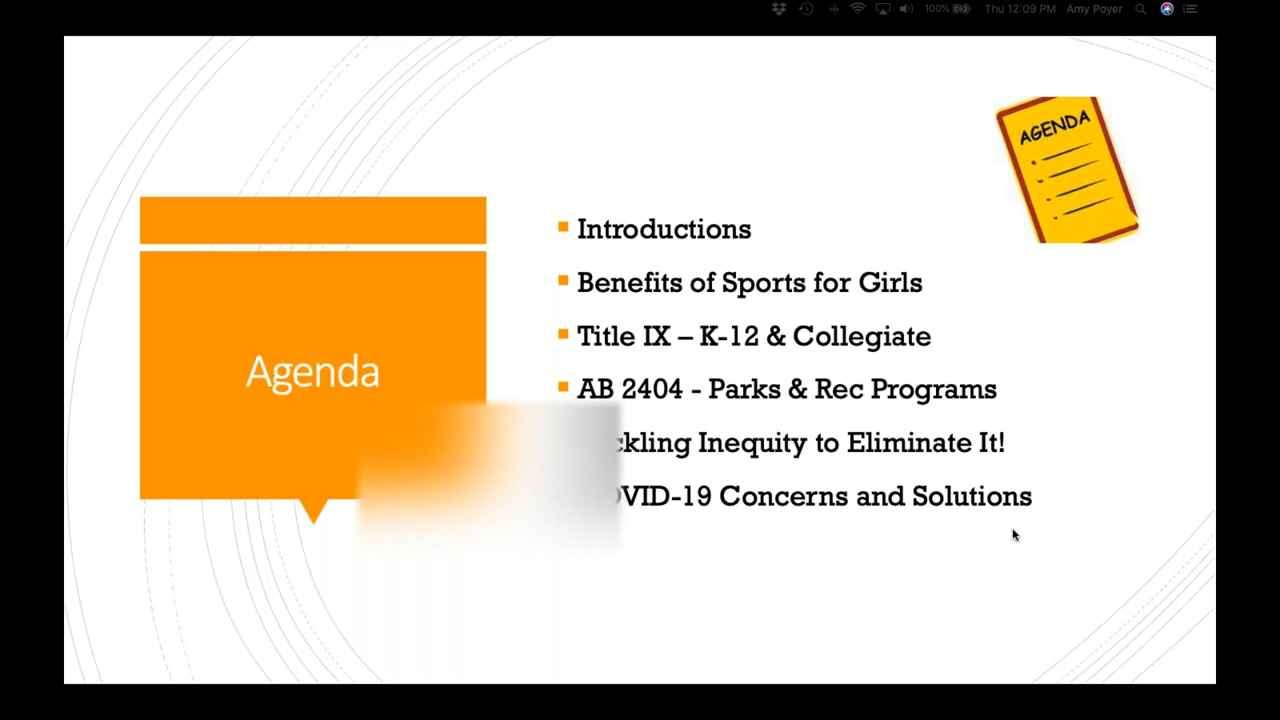 100% Thu 12:09 PM Amy Poyer
AGENDA
Agenda
Introductions
Benefits of Sports for Girls
Title IX – K-12 & Collegiate
AB 2404 - Parks & Rec Programs
Inequity to Eliminate It!
Concerns and Solutions